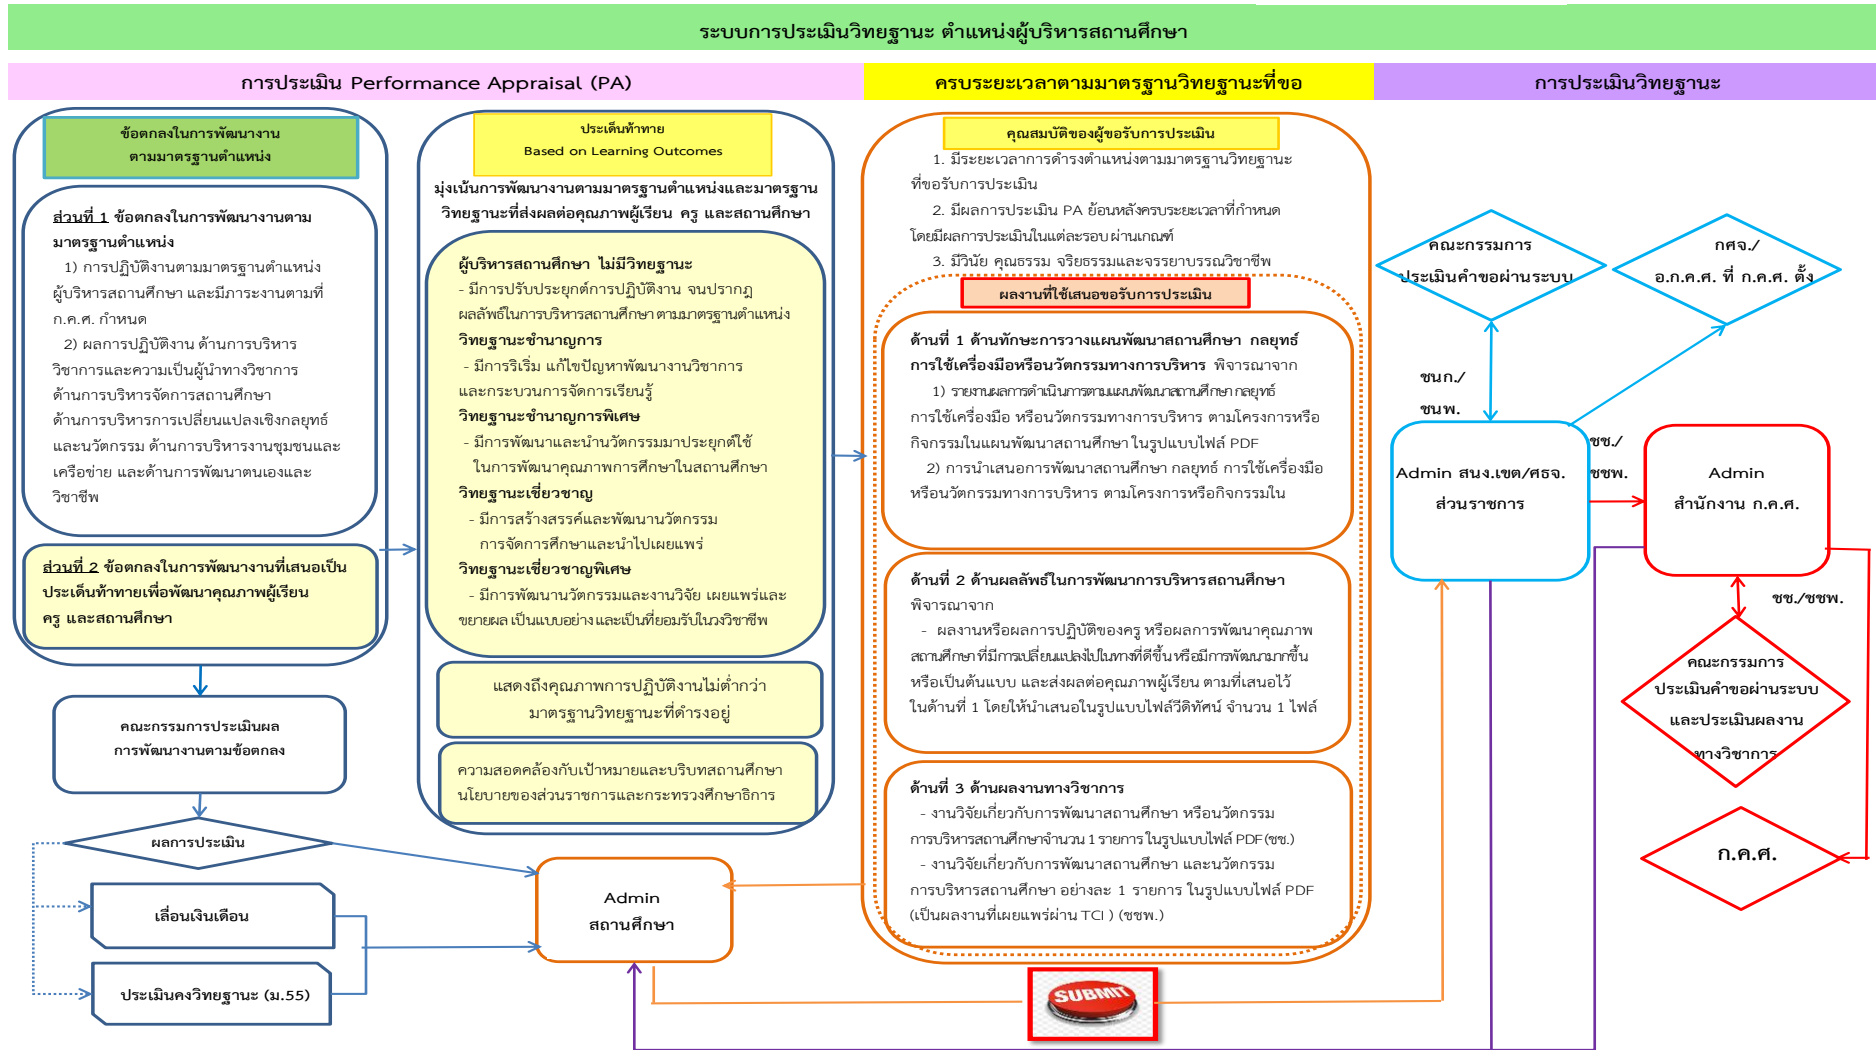 ระบบการประเมินวิทยฐานะ ตำแหน่งผู้บริหารสถานศึกษา
การประเมิน Performance Appraisal (PA)
ครบระยะเวลาตามมาตรฐานวิทยฐานะที่ขอ
การประเมินวิทยฐานะ
ข้อตกลงในการพัฒนางาน
ตามมาตรฐานตำแหน่ง
ส่วนที่ 1 ข้อตกลงในการพัฒนางานตาม
มาตรฐานตำแหน่ง
1) การปฏิบัติงานตามมาตรฐานตำแหน่ง
ผู้บริหารสถานศึกษา และมีภาระงานตามที่
ก.ค.ศ. กำหนด
2) ผลการปฏิบัติงาน ด้านการบริหาร
วิชาการและความเป็นผู้นำทางวิชาการ
ด้านการบริหารจัดการสถานศึกษา
ด้านการบริหารการเปลี่ยนแปลงเชิงกลยุทธ์
และนวัตกรรม ด้านการบริหารงานชุมชนและ
เครือข่าย และด้านการพัฒนาตนเองและ
วิชาชีพ
ส่วนที่ 2 ข้อตกลงในการพัฒนางานที่เสนอเป็น
ประเด็นท้าทายเพื่อพัฒนาคุณภาพผู้เรียน
ครู และสถานศึกษา
คณะกรรมการประเมินผล
การพัฒนางานตามข้อตกลง
ผลการประเมิน
เลื่อนเงินเดือน
ประเมินคงวิทยฐานะ (ม.55)
ประเด็นท้าทาย
Based on Learning Outcomes
มุ่งเน้นการพัฒนางานตามมาตรฐานตำแหน่งและมาตรฐาน
วิทยฐานะที่ส่งผลต่อคุณภาพผู้เรียน ครู และสถานศึกษา
ผู้บริหารสถานศึกษา ไม่มีวิทยฐานะ
- มีการปรับประยุกต์การปฏิบัติงาน จนปรากฏ
ผลลัพธ์ในการบริหารสถานศึกษา ตามมาตรฐานตำแหน่ง
วิทยฐานะชำนาญการ
- มีการริเริ่ม แก้ไขปัญหาพัฒนางานวิชาการ
และกระบวนการจัดการเรียนรู้
วิทยฐานะชำนาญการพิเศษ
- มีการพัฒนาและนำนวัตกรรมมาประยุกต์ใช้
ในการพัฒนาคุณภาพการศึกษาในสถานศึกษา
วิทยฐานะเชี่ยวชาญ
- มีการสร้างสรรค์และพัฒนานวัตกรรม
การจัดการศึกษาและนำไปเผยแพร่
วิทยฐานะเชี่ยวชาญพิเศษ
- มีการพัฒนานวัตกรรมและงานวิจัย เผยแพร่และ
ขยายผล เป็นแบบอย่าง และเป็นที่ยอมรับในวงวิชาชีพ
แสดงถึงคุณภาพการปฏิบัติงานไม่ต่ำกว่า
มาตรฐานวิทยฐานะที่ดำรงอยู่
ความสอดคล้องกับเป้าหมายและบริบทสถานศึกษา
นโยบายของส่วนราชการและกระทรวงศึกษาธิการ
Admin
สถานศึกษา
คุณสมบัติของผู้ขอรับการประเมิน
1. มีระยะเวลาการดำรงตำแหน่งตามมาตรฐานวิทยฐานะ
ที่ขอรับการประเมิน
2. มีผลการประเมิน PA ย้อนหลังครบระยะเวลาที่กำหนด
โดยมีผลการประเมินในแต่ละรอบ ผ่านเกณฑ์
3. มีวินัย คุณธรรม จริยธรรมและจรรยาบรรณวิชาชีพ
ผลงานที่ใช้เสนอขอรับการประเมิน
ด้านที่ 1 ด้านทักษะการวางแผนพัฒนาสถานศึกษา กลยุทธ์
การใช้เครื่องมือหรือนวัตกรรมทางการบริหาร พิจารณาจาก
1) รายงานผลการดำเนินการตามแผนพัฒนาสถานศึกษา กลยุทธ์
การใช้เครื่องมือ หรือนวัตกรรมทางการบริหาร ตามโครงการหรือ
กิจกรรมในแผนพัฒนาสถานศึกษา ในรูปแบบไฟล์ PDF
2) การนำเสนอการพัฒนาสถานศึกษา กลยุทธ์ การใช้เครื่องมือ
หรือนวัตกรรมทางการบริหาร ตามโครงการหรือกิจกรรมใน
ด้านที่ 2 ด้านผลลัพธ์ในการพัฒนาการบริหารสถานศึกษา
พิจารณาจาก
- ผลงานหรือผลการปฏิบัติของครู หรือผลการพัฒนาคุณภาพ
สถานศึกษา ที่มีการเปลี่ยนแปลงไปในทางที่ดีขึ้น หรือมีการพัฒนามากขึ้น
หรือเป็นต้นแบบ และส่งผลต่อคุณภาพผู้เรียน ตามที่เสนอไว้
ในด้านที่ 1 โดยให้นำเสนอในรูปแบบไฟล์วีดิทัศน์ จำนวน 1 ไฟล์
ด้านที่ 3 ด้านผลงานทางวิชาการ
- งานวิจัยเกี่ยวกับการพัฒนาสถานศึกษา หรือนวัตกรรม
การบริหารสถานศึกษาจำนวน 1 รายการ ในรูปแบบไฟล์ PDF (ชช.)
- งานวิจัยเกี่ยวกับการพัฒนาสถานศึกษา และนวัตกรรม
การบริหารสถานศึกษา อย่างละ 1 รายการ ในรูปแบบไฟล์ PDF
(เป็นผลงานที่เผยแพร่ผ่าน TCI ) (ชชพ.)
SUBMIT
คณะกรรมการ
ประเมินคำขอผ่านระบบ
กศจ./
อ.ก.ค.ศ. ที่ ก.ค.ศ. ตั้ง
ชนก./
ชนพ.
Admin สนง.เขต/ศธจ.
ส่วนราชการ
ชช./
ชชพ.
Admin
สำนักงาน ก.ค.ศ.
ชช./ชชพ.
คณะกรรมการ
ประเมินคำขอผ่านระบบ
และประเมินผลงาน
ทางวิชาการ
ก.ค.ศ.